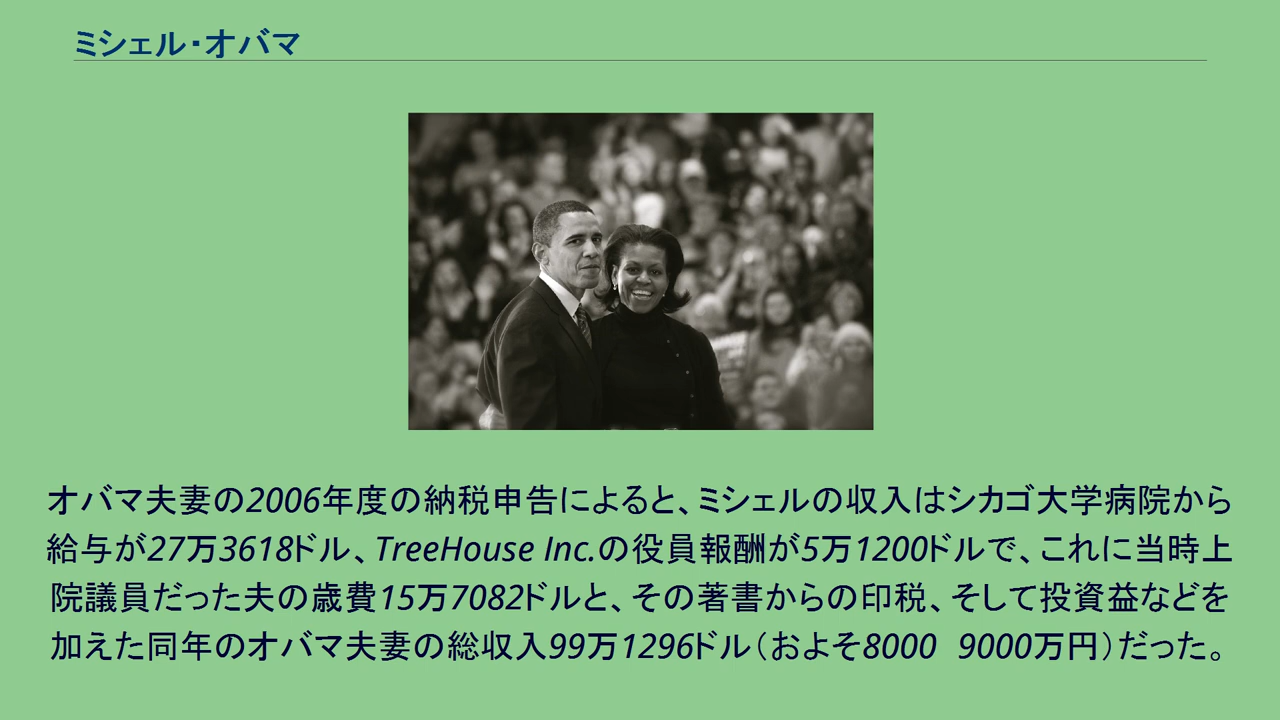 ミシェル・オバマ
オバマ夫妻の2006年度の納税申告によると、ミシェルの収入はシカゴ大学病院から
給与が27万3618ドル、TreeHouse Inc.の役員報酬が5万1200ドルで、これに当時上
院議員だった夫の歳費15万7082ドルと、その著書からの印税、そして投資益などを
加えた同年のオバマ夫妻の総収入99万1296ドル（およそ8000　9000万円）だった。